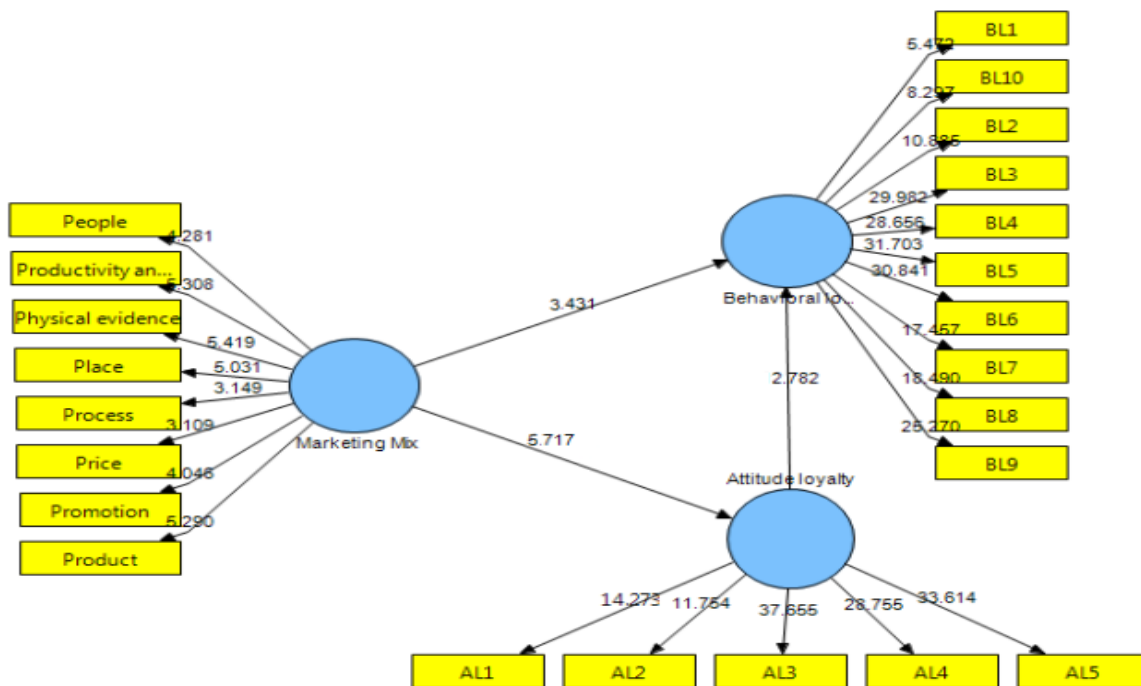 BL1
5.472
BL10
8.297
BL2
10.885
BL3
29.982
BL4
28.656
BL5
31.703
BL6
30.841
BL7
17.457
BL8
18.490
BL9
25.270
Behavioral lo...
People
4.281
Productivity an...
5.308
Physical evidence
5.419
Place
5.031
Process
3.149
Price
3.109
Promotion
4.046
Product
5.290
Marketing Mix
3.431
2.782
5.717
Attitude loyalty
14.273
11.754
37.655
28.755
33.614
AL1
AL2
AL3
AL4
AL5